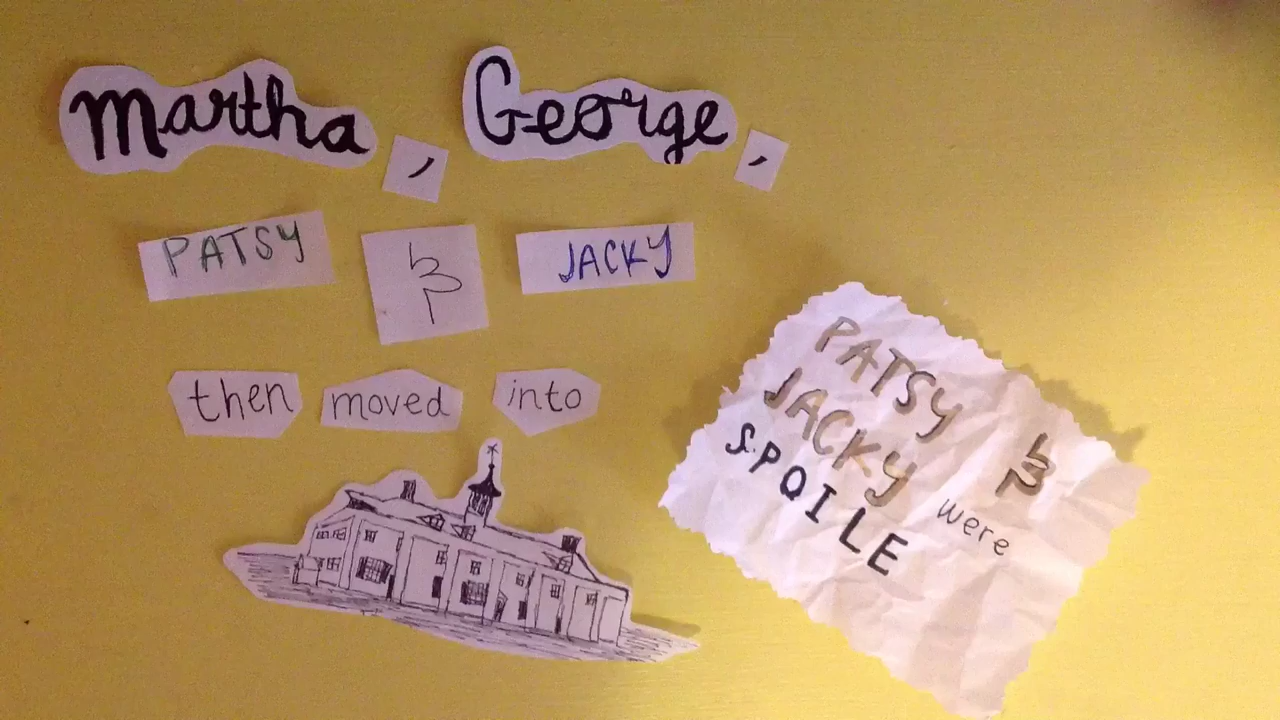 Martha, George,
PATSY & JACKY
then moved into
PATSY &
JACKY were
SPOILE